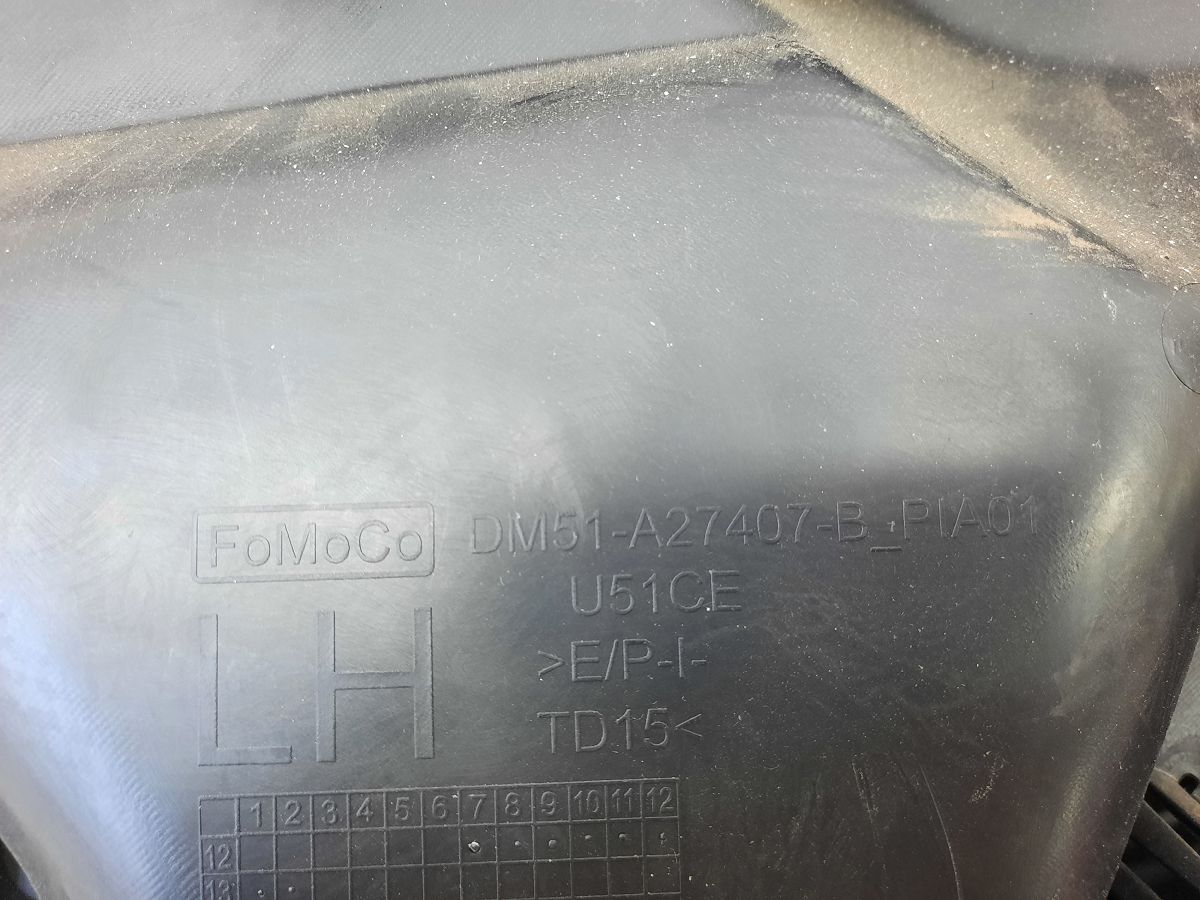 FoMoCo DM51-A27407-B_PIA01
U51CE
LH >E/P-I-
TD15<
1 2 3 4 5 6 7 8 9 10 11 12
12
13